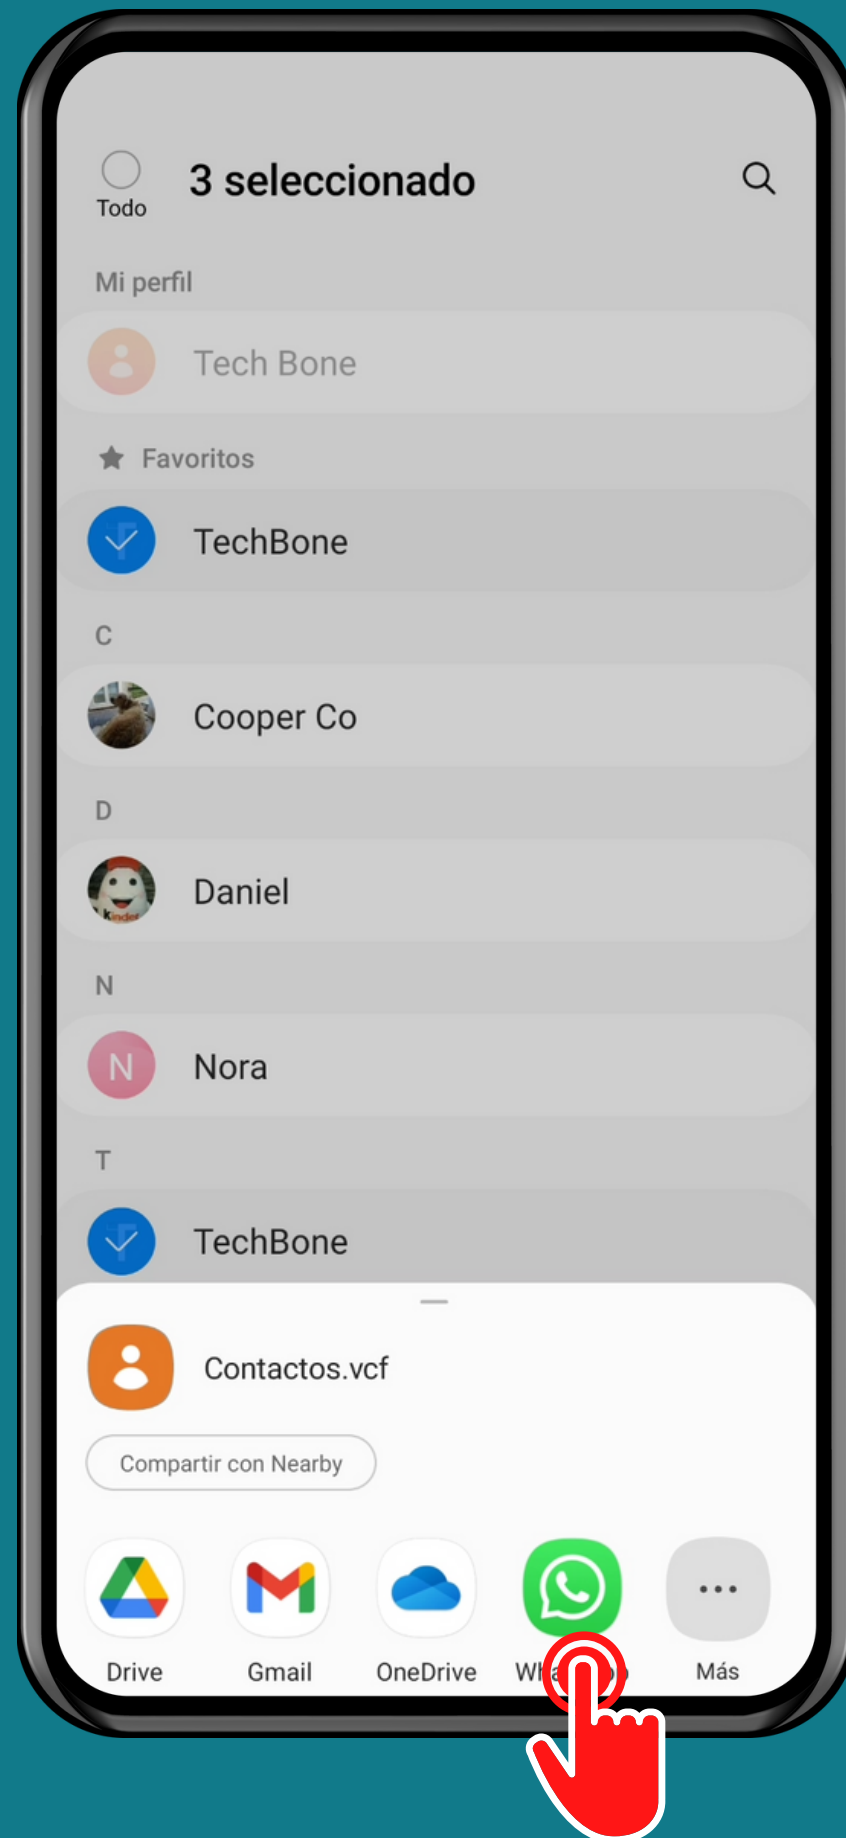 3 seleccionado
Todo
Mi perfil
Tech Bone
Favoritos
TechBone
C
Cooper Co
D
Daniel
Kinder
N
N
Nora
T
TechBone
Contactos.vcf
Compartir con Nearby
Drive
Gmail
OneDrive
Más